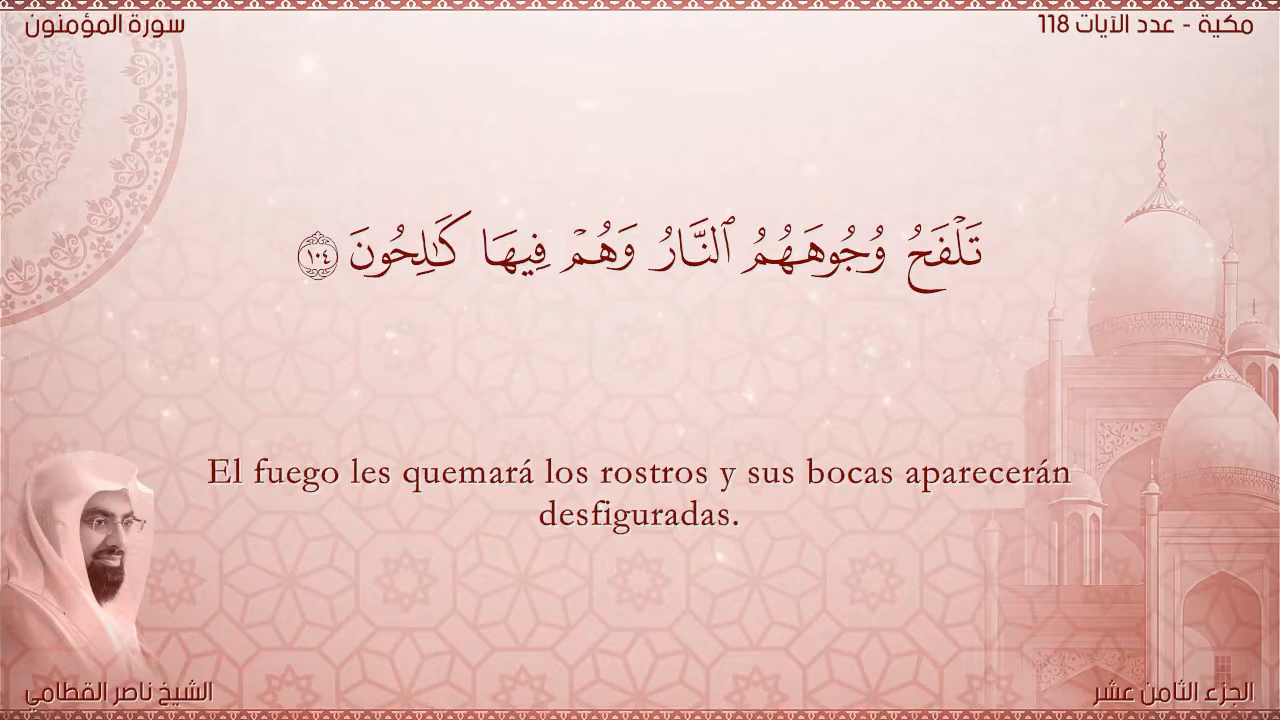 سورة المؤمنون
مكية - عدد الآيات 118
تَلْفَحُ وُجُوهَهُمُ ٱلنَّارُ وَهُمْ فِيهَا كَـٰلِحُونَ ١٠٤
El fuego les quemará los rostros y sus bocas aparecerán
desfiguradas.
الشيخ ناصر القطامي
الجزء الثامن عشر